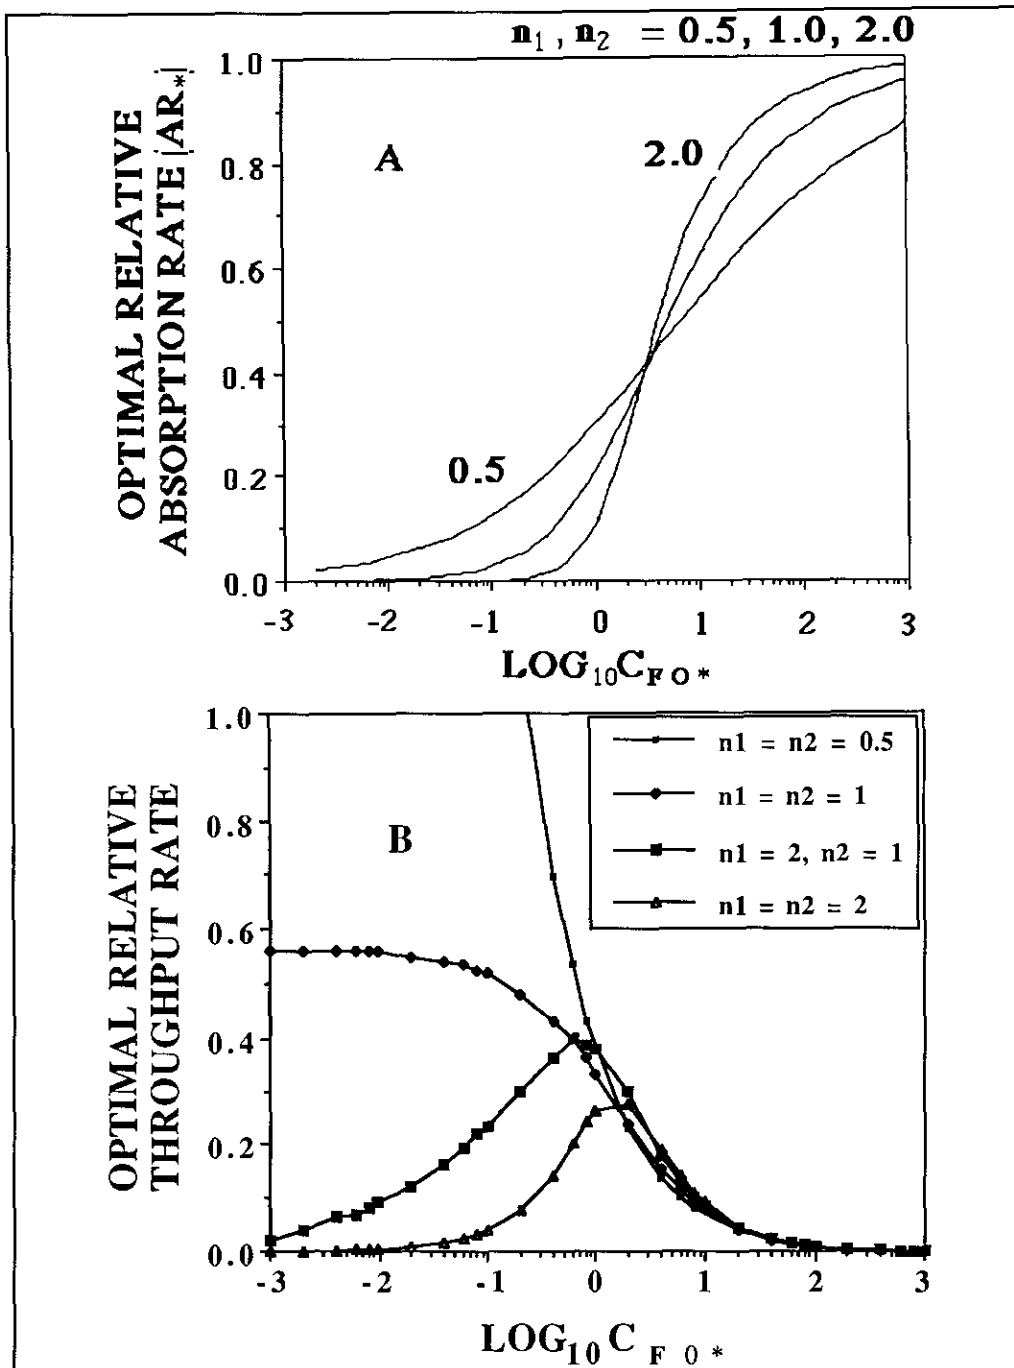 n₁, n₂ = 0.5, 1.0, 2.0
OPTIMAL RELATIVE
ABSORPTION RATE |AR*|
1.0
0.8
0.6
0.4
0.2
0.0
A
2.0
0.5
-3 -2 -1 0 1 2 3
LOG₁₀C F O *
OPTIMAL RELATIVE
THROUGHPUT RATE
1.0
0.8
0.6
0.4
0.2
0.0
B
n1 = n2 = 0.5
n1 = n2 = 1
n1 = 2, n2 = 1
n1 = n2 = 2
-3 -2 -1 0 1 2 3
LOG₁₀ C F 0 *